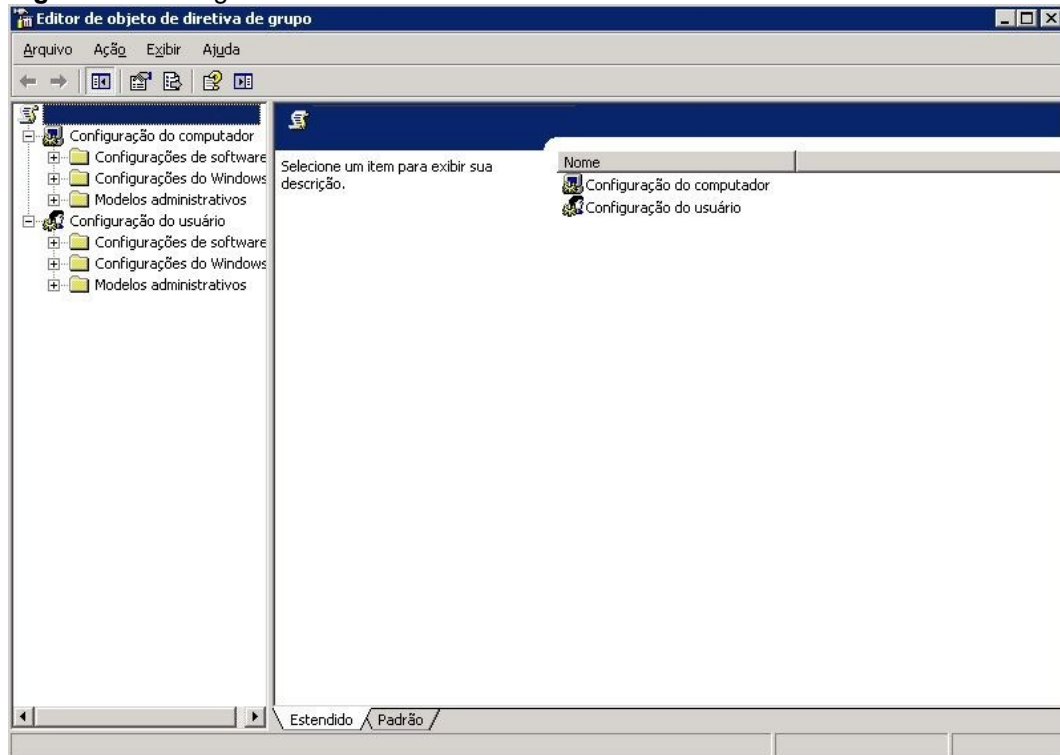 Editor de objeto de diretiva de grupo
Arquivo Ação Exibir Ajuda
Configuração do computador
Configurações de software
Configurações do Windows
Modelos administrativos
Configuração do usuário
Configurações de software
Configurações do Windows
Modelos administrativos
Selecione um item para exibir sua
descrição.
Nome
Configuração do computador
Configuração do usuário
Estendido Padrão